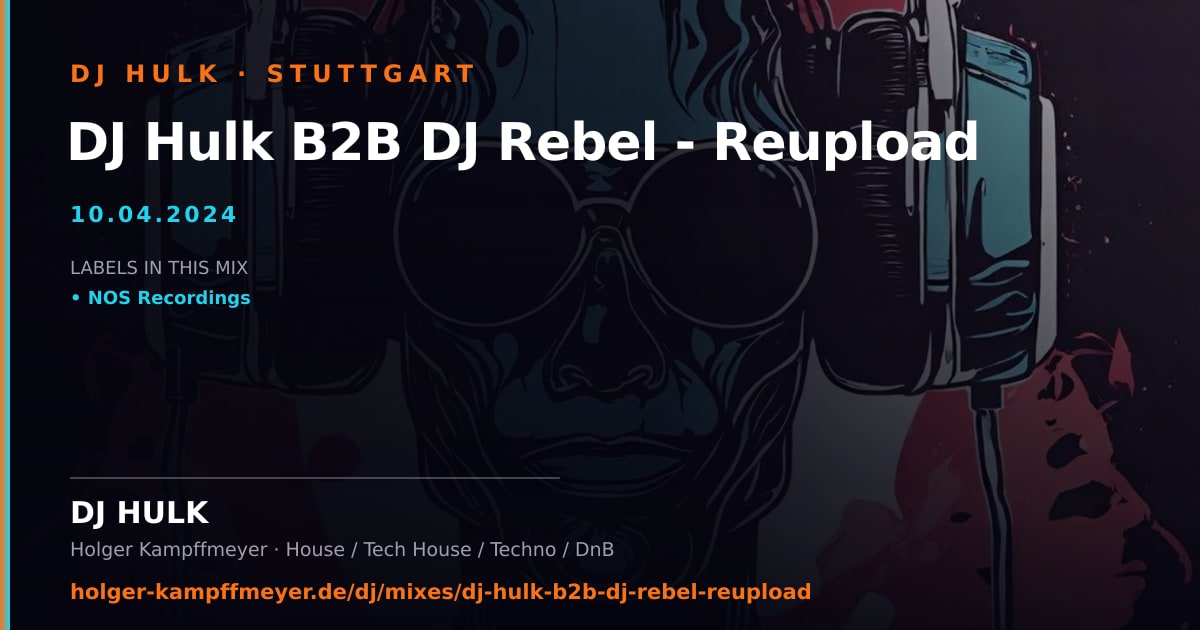 DJ HULK · STUTTGART
DJ Hulk B2B DJ Rebel - Reupload
10.04.2024
LABELS IN THIS MIX
• NOS Recordings
DJ HULK
Holger Kampffmeyer · House / Tech House / Techno / DnB
holger-kampffmeyer.de/dj/mixes/dj-hulk-b2b-dj-rebel-reupload